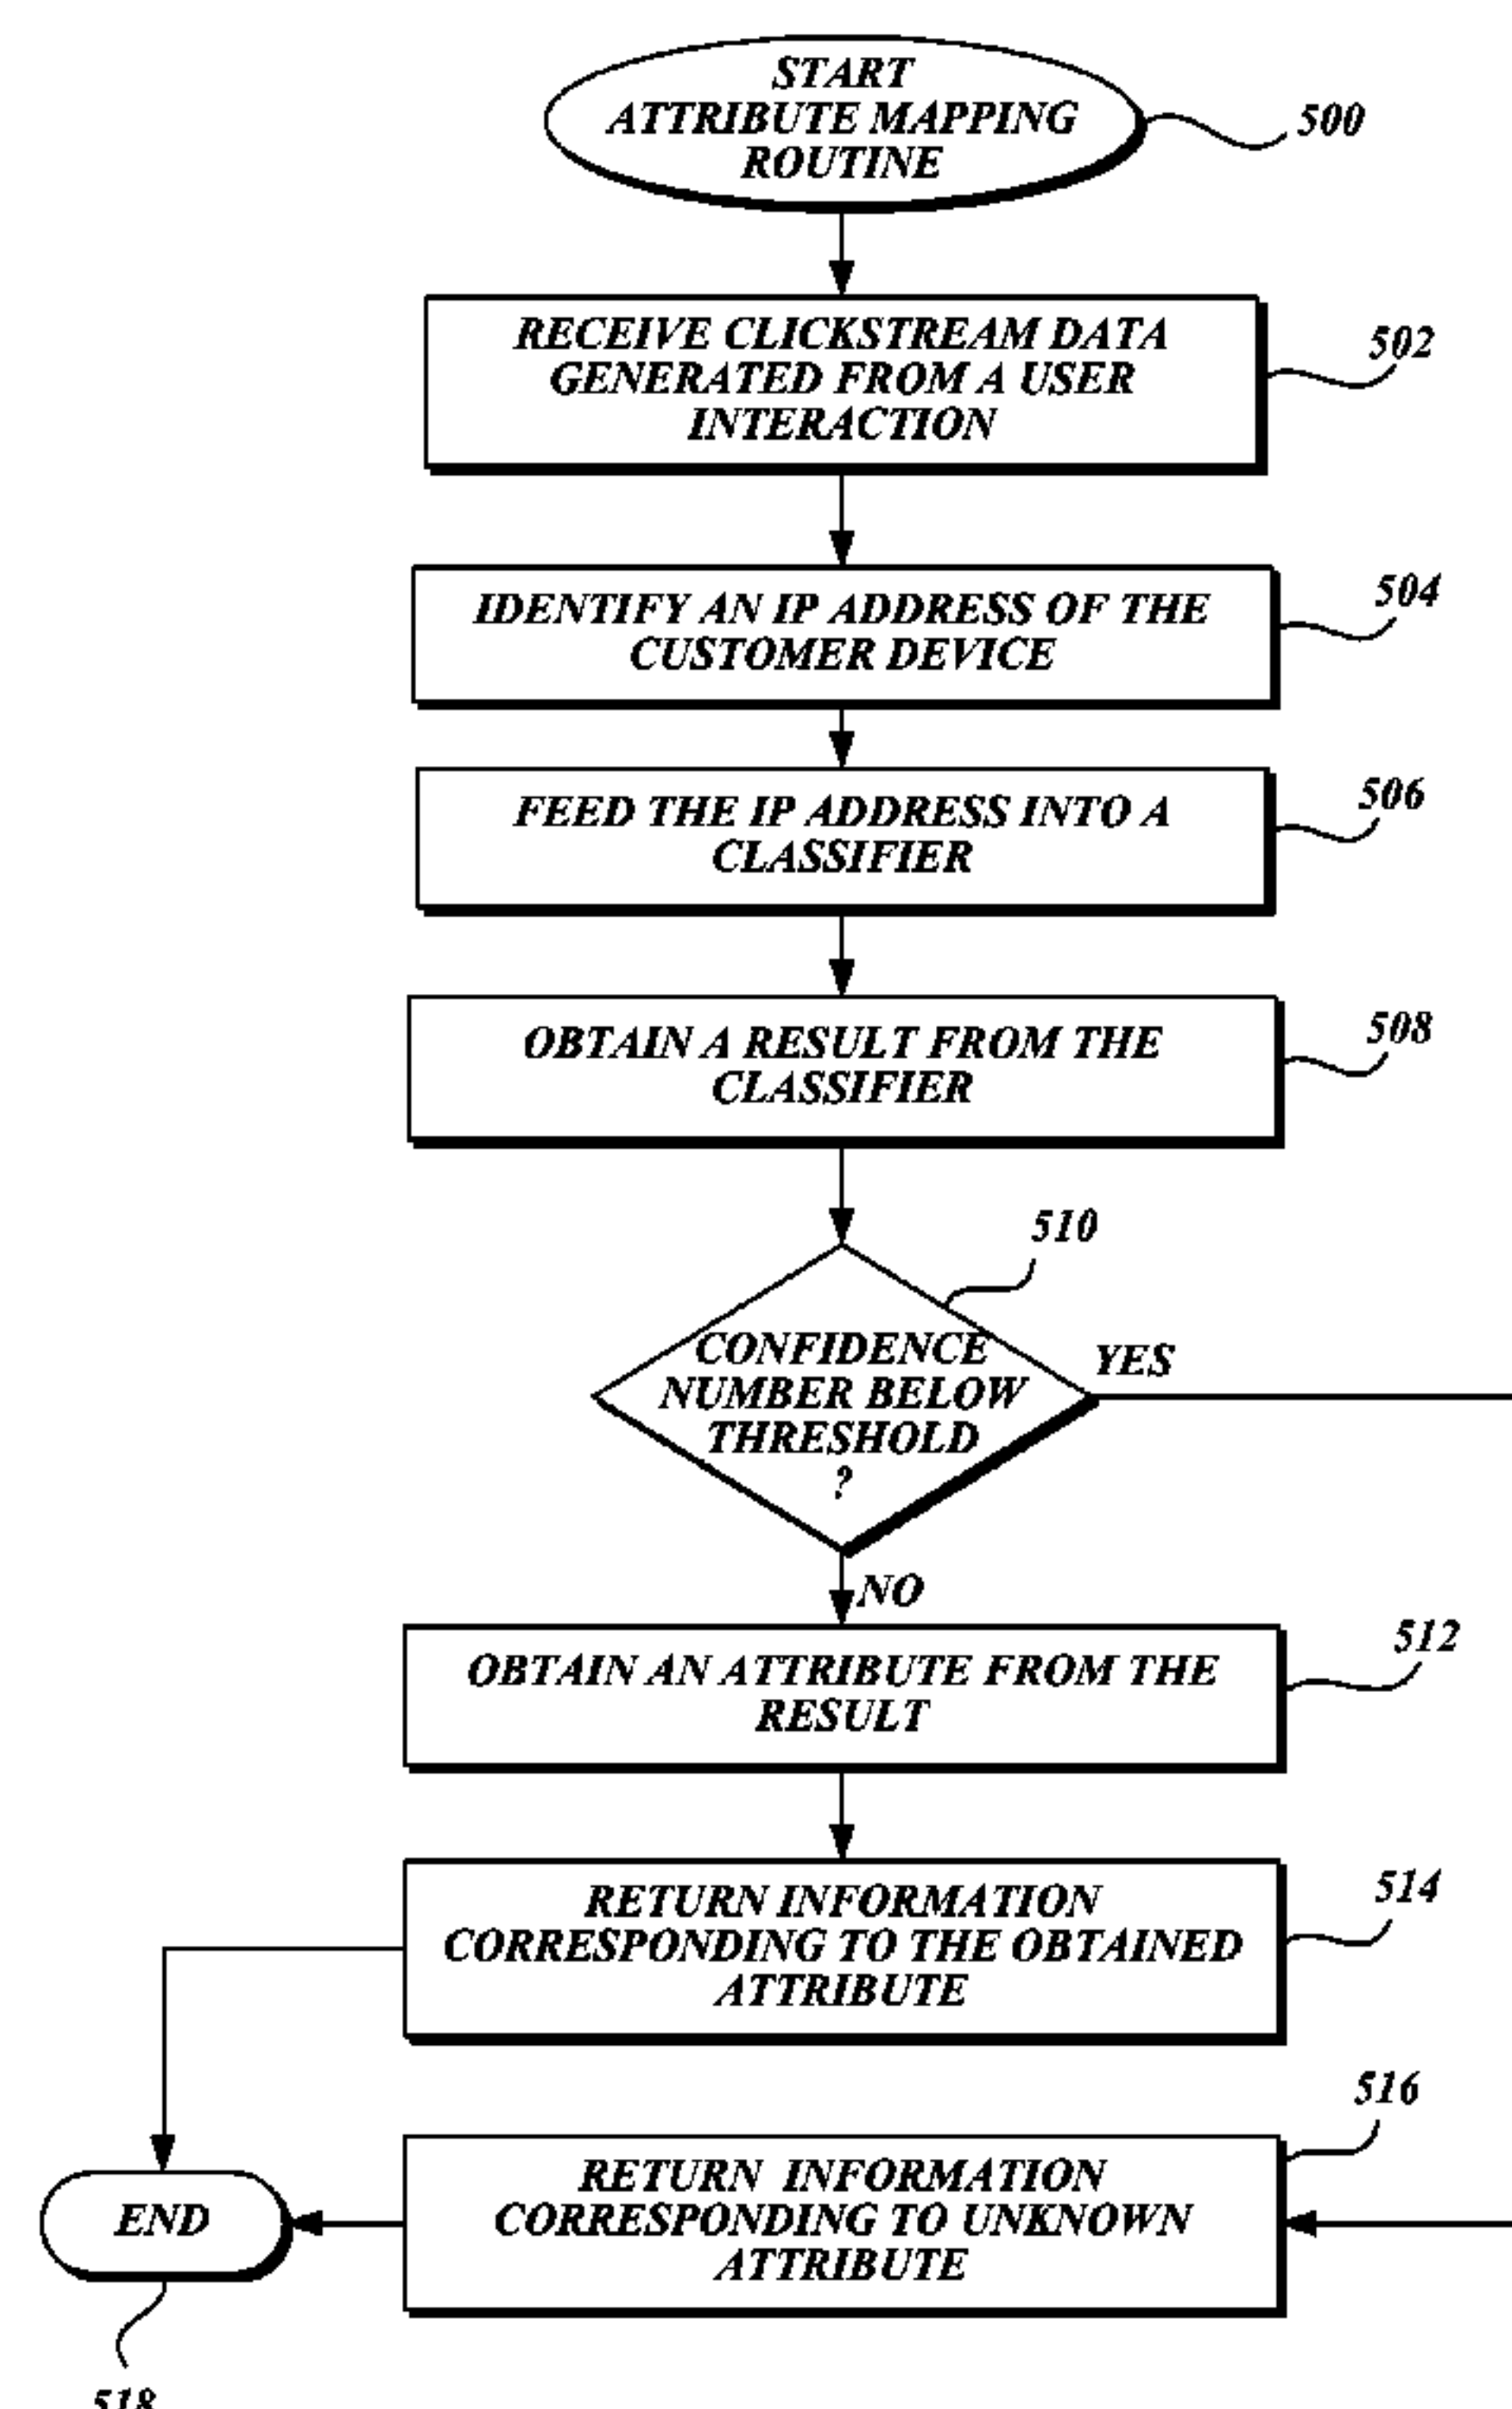 START
ATTRIBUTE MAPPING
ROUTINE
500
RECEIVE CLICKSTREAM DATA
GENERATED FROM A USER
INTERACTION
502
IDENTIFY AN IP ADDRESS OF THE
CUSTOMER DEVICE
504
FEED THE IP ADDRESS INTO A
CLASSIFIER
506
OBTAIN A RESULT FROM THE
CLASSIFIER
508
510
CONFIDENCE
NUMBER BELOW
THRESHOLD
?
YES
NO
OBTAIN AN ATTRIBUTE FROM THE
RESULT
512
RETURN INFORMATION
CORRESPONDING TO THE OBTAINED
ATTRIBUTE
514
516
RETURN INFORMATION
CORRESPONDING TO UNKNOWN
ATTRIBUTE
END
518